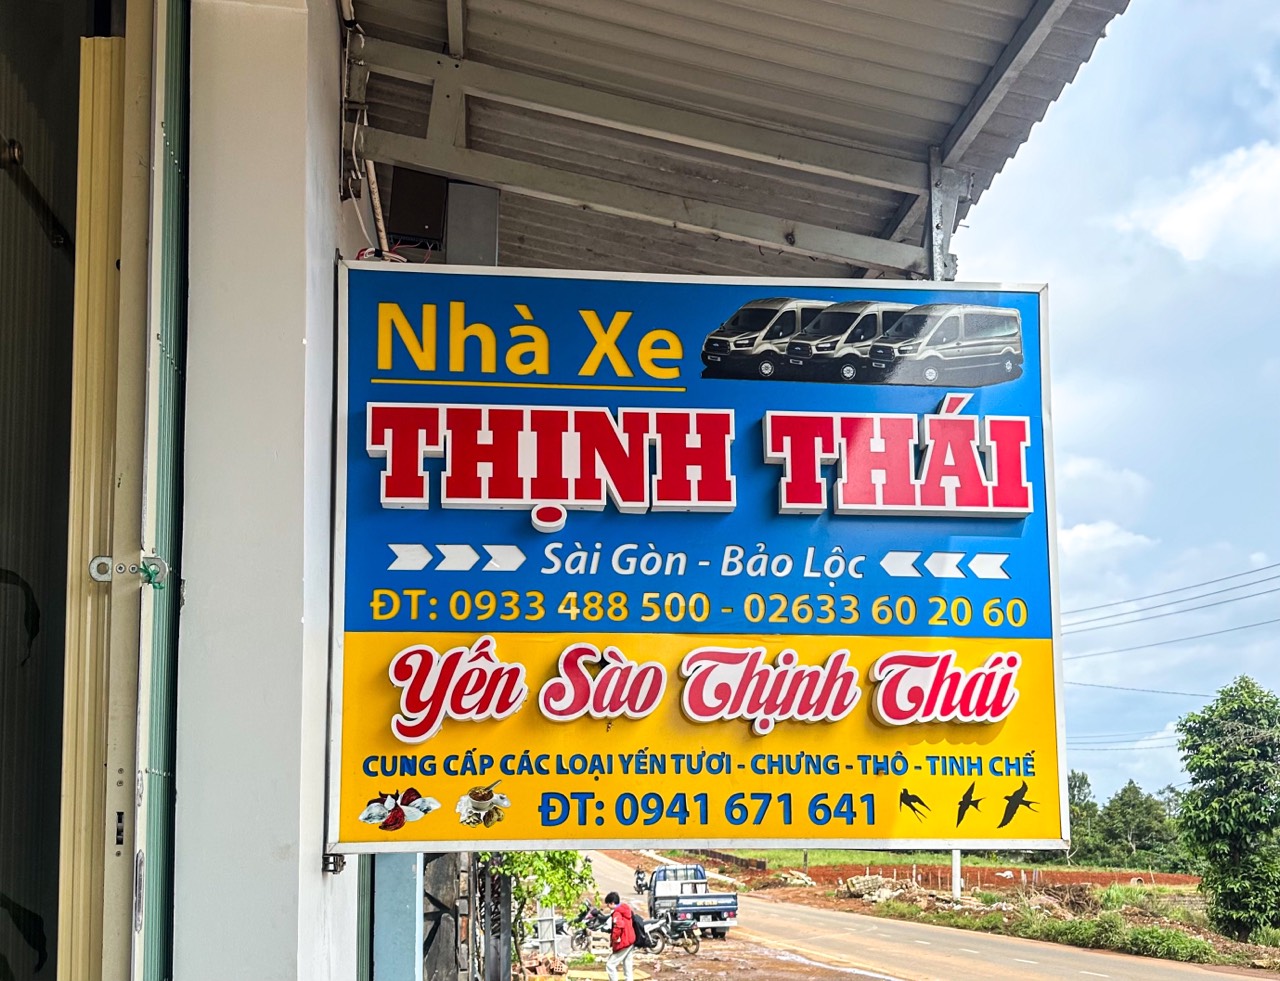 Nhà Xe
THỊNH THÁI
Sài Gòn - Bảo Lộc
ĐT: 0933 488 500 - 02633 60 20 60
Yến Sào Thịnh Thái
CUNG CẤP CÁC LOẠI YẾN TƯƠI - CHƯNG - THÔ - TINH CHẾ
ĐT: 0941 671 641